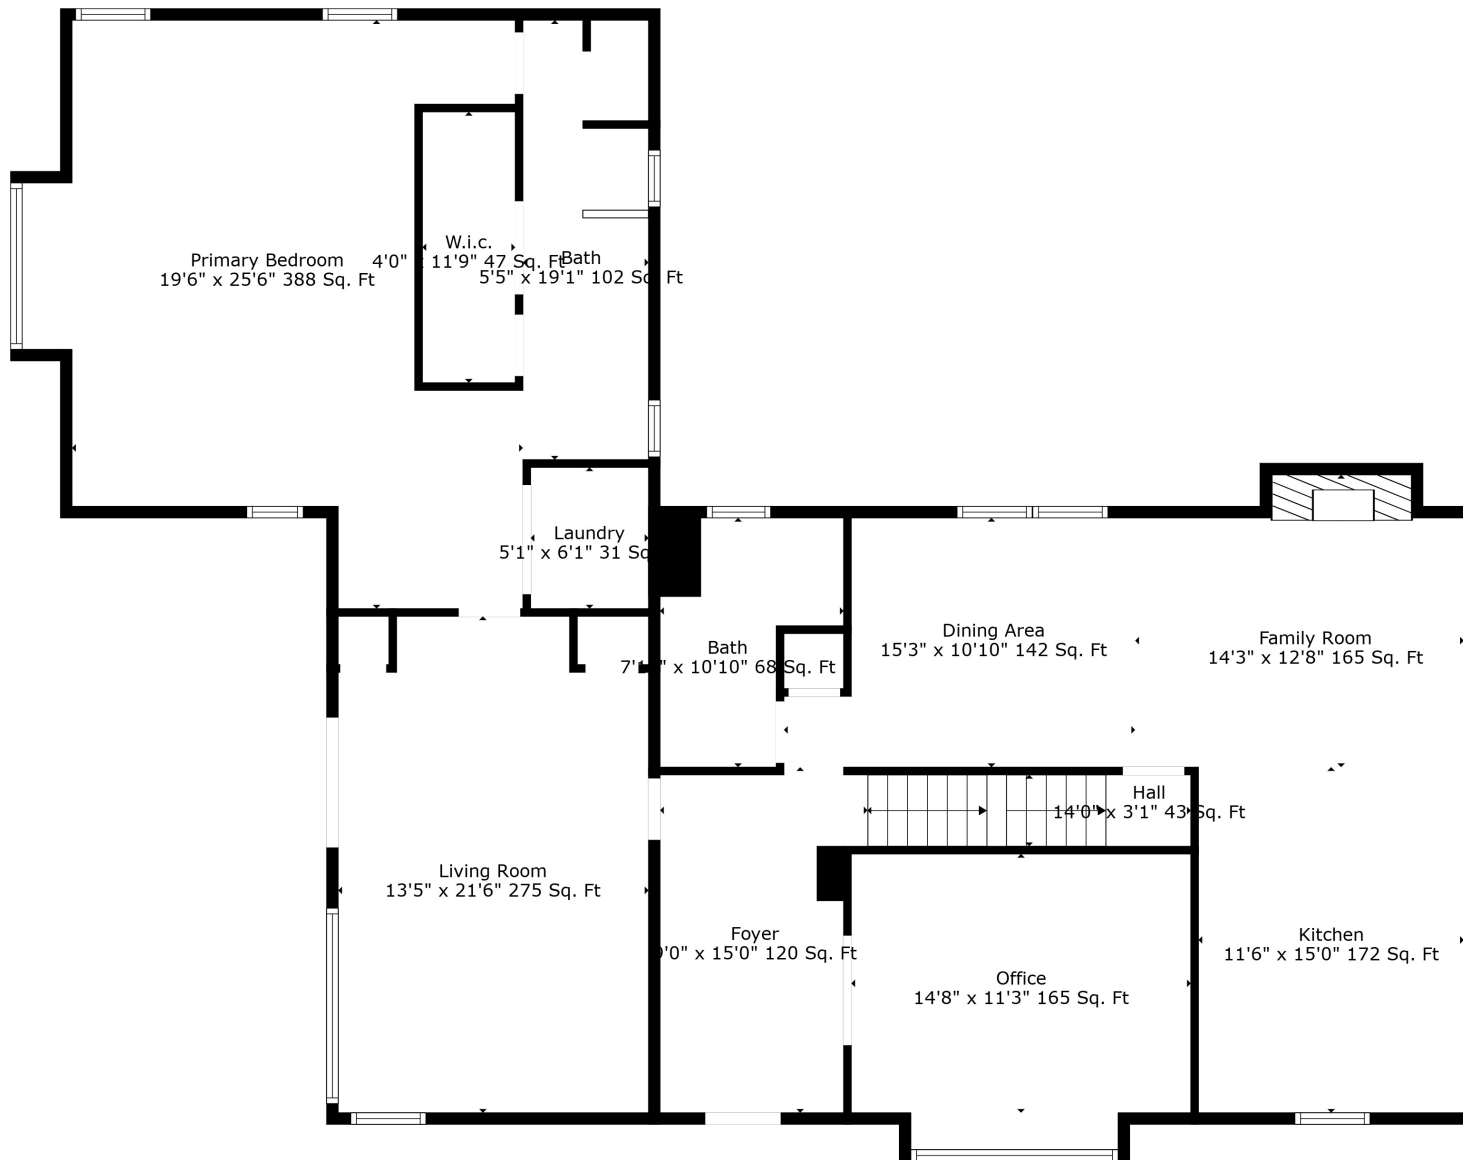 Primary Bedroom
19'6" x 25'6" 388 Sq. Ft
W.i.c.
4'0" x 11'9" 47 Sq. Ft
Bath
5'5" x 19'1" 102 Sq. Ft
Laundry
5'1" x 6'1" 31 Sq
Bath
x 10'10" 68 Sq. Ft
Dining Area
15'3" x 10'10" 142 Sq. Ft
Family Room
14'3" x 12'8" 165 Sq. Ft
Hall
14'0" x 3'1" 43 Sq. Ft
Living Room
13'5" x 21'6" 275 Sq. Ft
Foyer
x 15'0" 120 Sq. Ft
Office
14'8" x 11'3" 165 Sq. Ft
Kitchen
11'6" x 15'0" 172 Sq. Ft